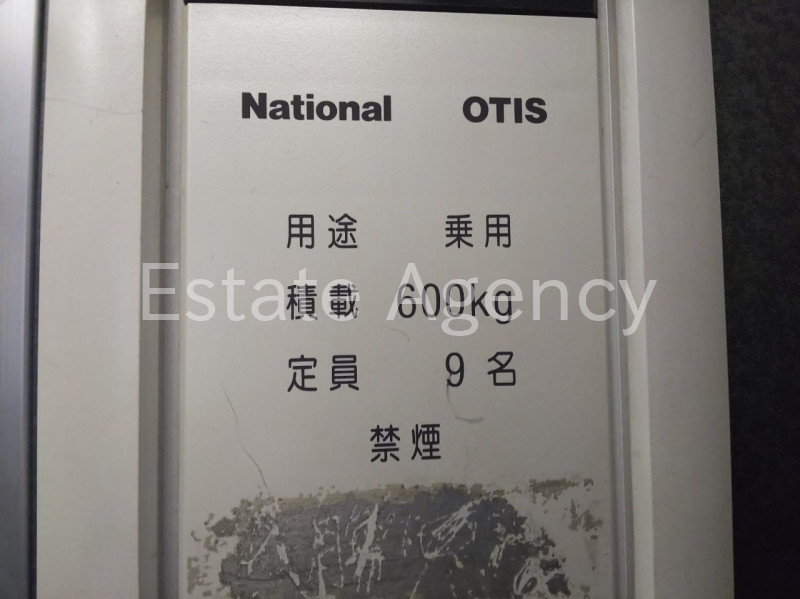 National OTIS
用途 乗用
積載 600kg
定員 9名
禁煙
Estate Agency